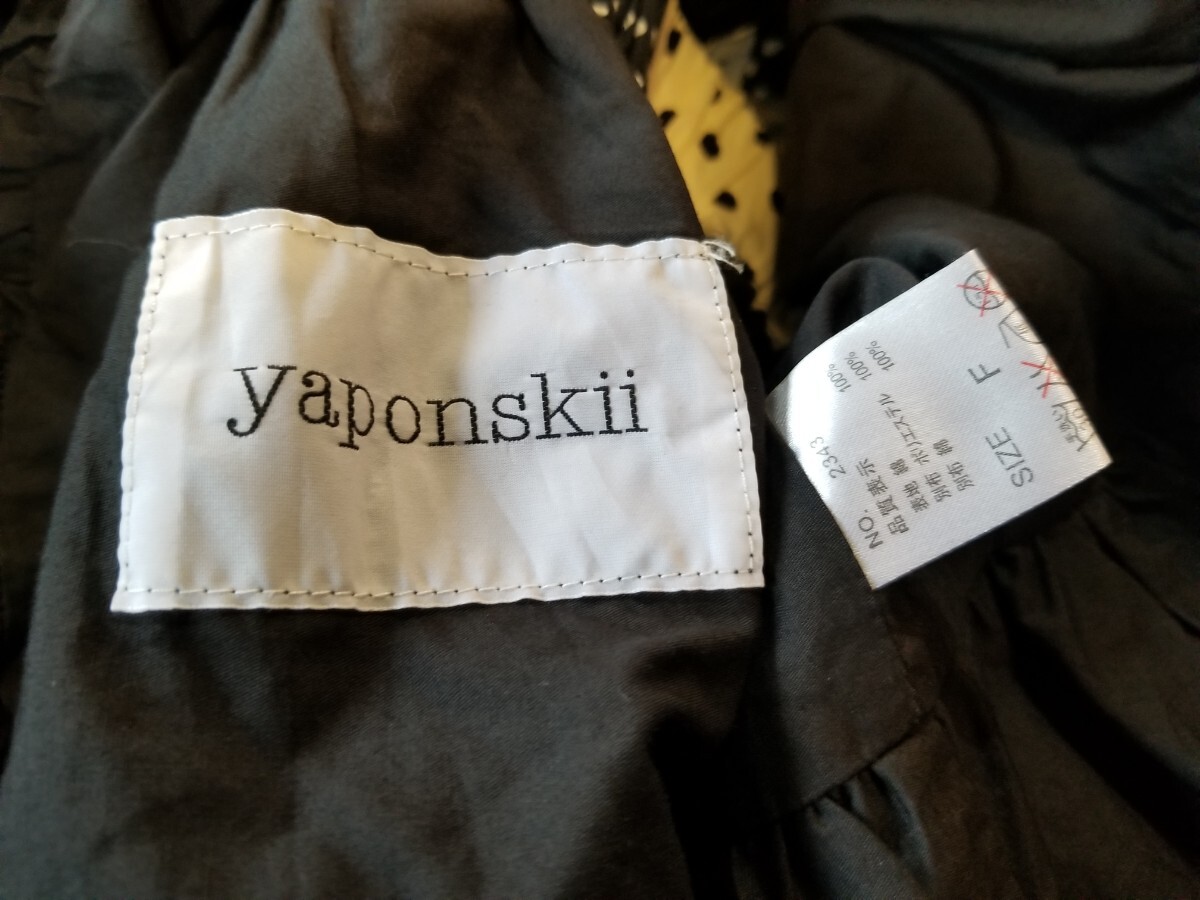 yaponskii
NO. 2343
品質表示
表地 綿 100%
別布 ポリエステル 100%
別布 綿 100%
SIZE F